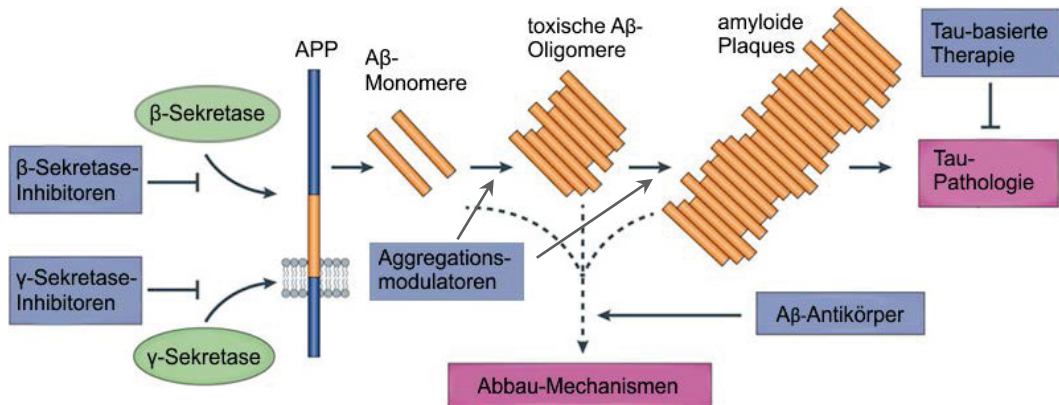 APP
Aβ-
Monomere
toxische Aβ-
Oligomere
amyloide
Plaques
Tau-basierte
Therapie
β-Sekretase
β-Sekretase-
Inhibitoren
Tau-
Pathologie
γ-Sekretase-
Inhibitoren
Aggregations-
modulatoren
Aβ-Antikörper
γ-Sekretase
Abbau-Mechanismen